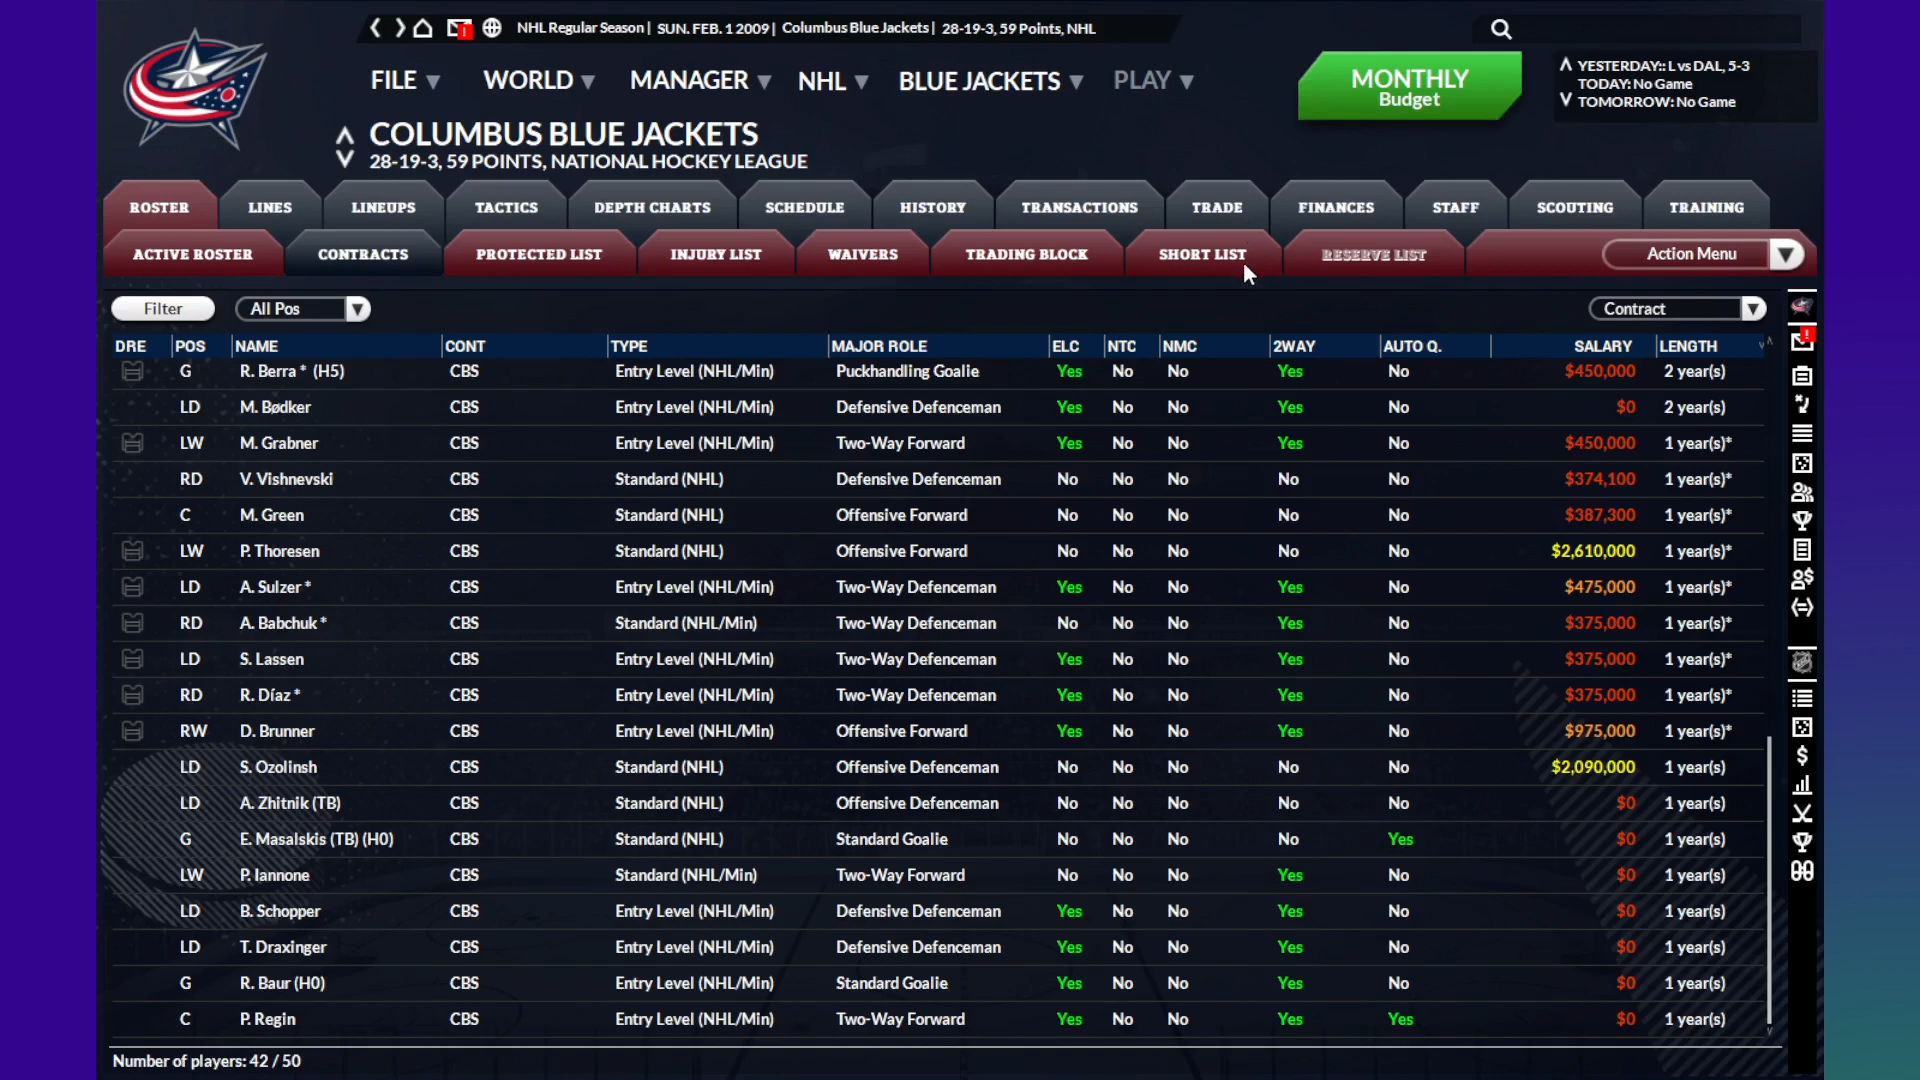 NHL Regular Season | SUN. FEB. 1 2009 | Columbus Blue Jackets | 28-19-3, 59 Points, NHL
FILE WORLD MANAGER NHL BLUE JACKETS PLAY
MONTHLY
Budget
YESTERDAY:: L vs DAL, 5-3
TODAY: No Game
TOMORROW: No Game
COLUMBUS BLUE JACKETS
28-19-3, 59 POINTS, NATIONAL HOCKEY LEAGUE
ROSTER LINES LINEUPS TACTICS DEPTH CHARTS SCHEDULE HISTORY TRANSACTIONS TRADE FINANCES STAFF SCOUTING TRAINING
ACTIVE ROSTER CONTRACTS PROTECTED LIST INJURY LIST WAIVERS TRADING BLOCK SHORT LIST RESERVE LIST Action Menu
Filter All Pos Contract
DRE POS NAME CONT TYPE MAJOR ROLE ELC NTC NMC 2WAY AUTO Q. SALARY LENGTH
G R. Berra * (H5) CBS Entry Level (NHL/Min) Puckhandling Goalie Yes No No Yes No $450,000 2 year(s)
LD M. Bødker CBS Entry Level (NHL/Min) Defensive Defenceman Yes No No Yes No $0 2 year(s)
LW M. Grabner CBS Entry Level (NHL/Min) Two-Way Forward Yes No No Yes No $450,000 1 year(s)*
RD V. Vishnevski CBS Standard (NHL) Defensive Defenceman No No No No No $374,100 1 year(s)*
C M. Green CBS Standard (NHL) Offensive Forward No No No No No $387,300 1 year(s)*
LW P. Thoresen CBS Standard (NHL) Offensive Forward No No No No No $2,610,000 1 year(s)*
LD A. Sulzer * CBS Entry Level (NHL/Min) Two-Way Defenceman Yes No No Yes No $475,000 1 year(s)*
RD A. Babchuk * CBS Standard (NHL/Min) Two-Way Defenceman No No No Yes No $375,000 1 year(s)*
LD S. Lassen CBS Entry Level (NHL/Min) Two-Way Defenceman Yes No No Yes No $375,000 1 year(s)*
RD R. Díaz * CBS Entry Level (NHL/Min) Two-Way Defenceman Yes No No Yes No $375,000 1 year(s)*
RW D. Brunner CBS Entry Level (NHL/Min) Offensive Forward Yes No No Yes No $975,000 1 year(s)*
LD S. Ozolinsh CBS Standard (NHL) Offensive Defenceman No No No No No $2,090,000 1 year(s)
LD A. Zhitnik (TB) CBS Standard (NHL) Offensive Defenceman No No No No No $0 1 year(s)
G E. Masalskis (TB) (H0) CBS Standard (NHL) Standard Goalie No No No No Yes $0 1 year(s)
LW P. Iannone CBS Standard (NHL/Min) Two-Way Forward No No No Yes No $0 1 year(s)
LD B. Schopper CBS Entry Level (NHL/Min) Defensive Defenceman Yes No No Yes No $0 1 year(s)
LD T. Draxinger CBS Entry Level (NHL/Min) Defensive Defenceman Yes No No Yes No $0 1 year(s)
G R. Baur (H0) CBS Entry Level (NHL/Min) Standard Goalie Yes No No Yes No $0 1 year(s)
C P. Regin CBS Entry Level (NHL/Min) Two-Way Forward Yes No No Yes Yes $0 1 year(s)
Number of players: 42 / 50